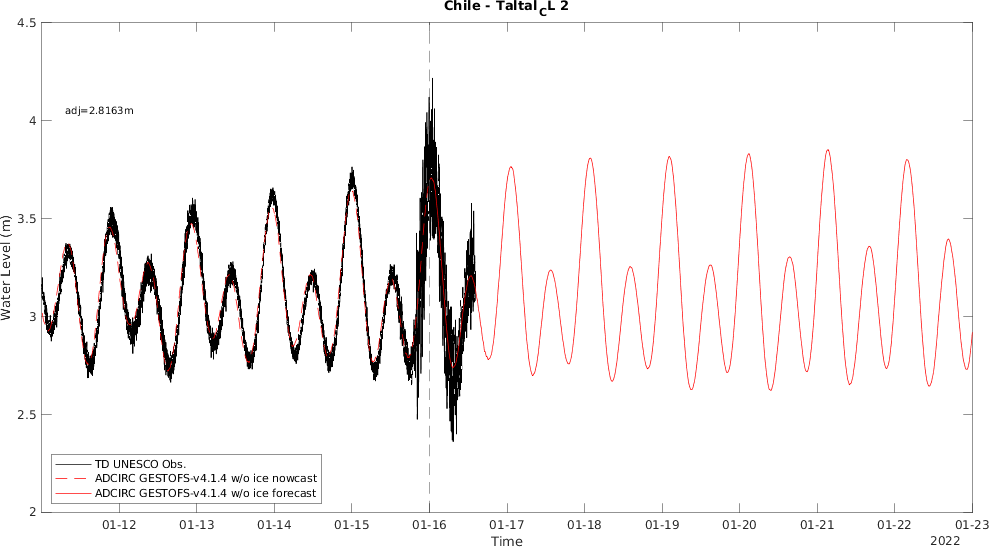 Chile - Taltal_CL 2
4.5
4
3.5
3
2.5
2
Water Level (m)
adj=2.8163m
TD UNESCO Obs.
ADCIRC GESTOFS-v4.1.4 w/o ice nowcast
ADCIRC GESTOFS-v4.1.4 w/o ice forecast
01-12 01-13 01-14 01-15 01-16 01-17 01-18 01-19 01-20 01-21 01-22 01-23
Time
2022